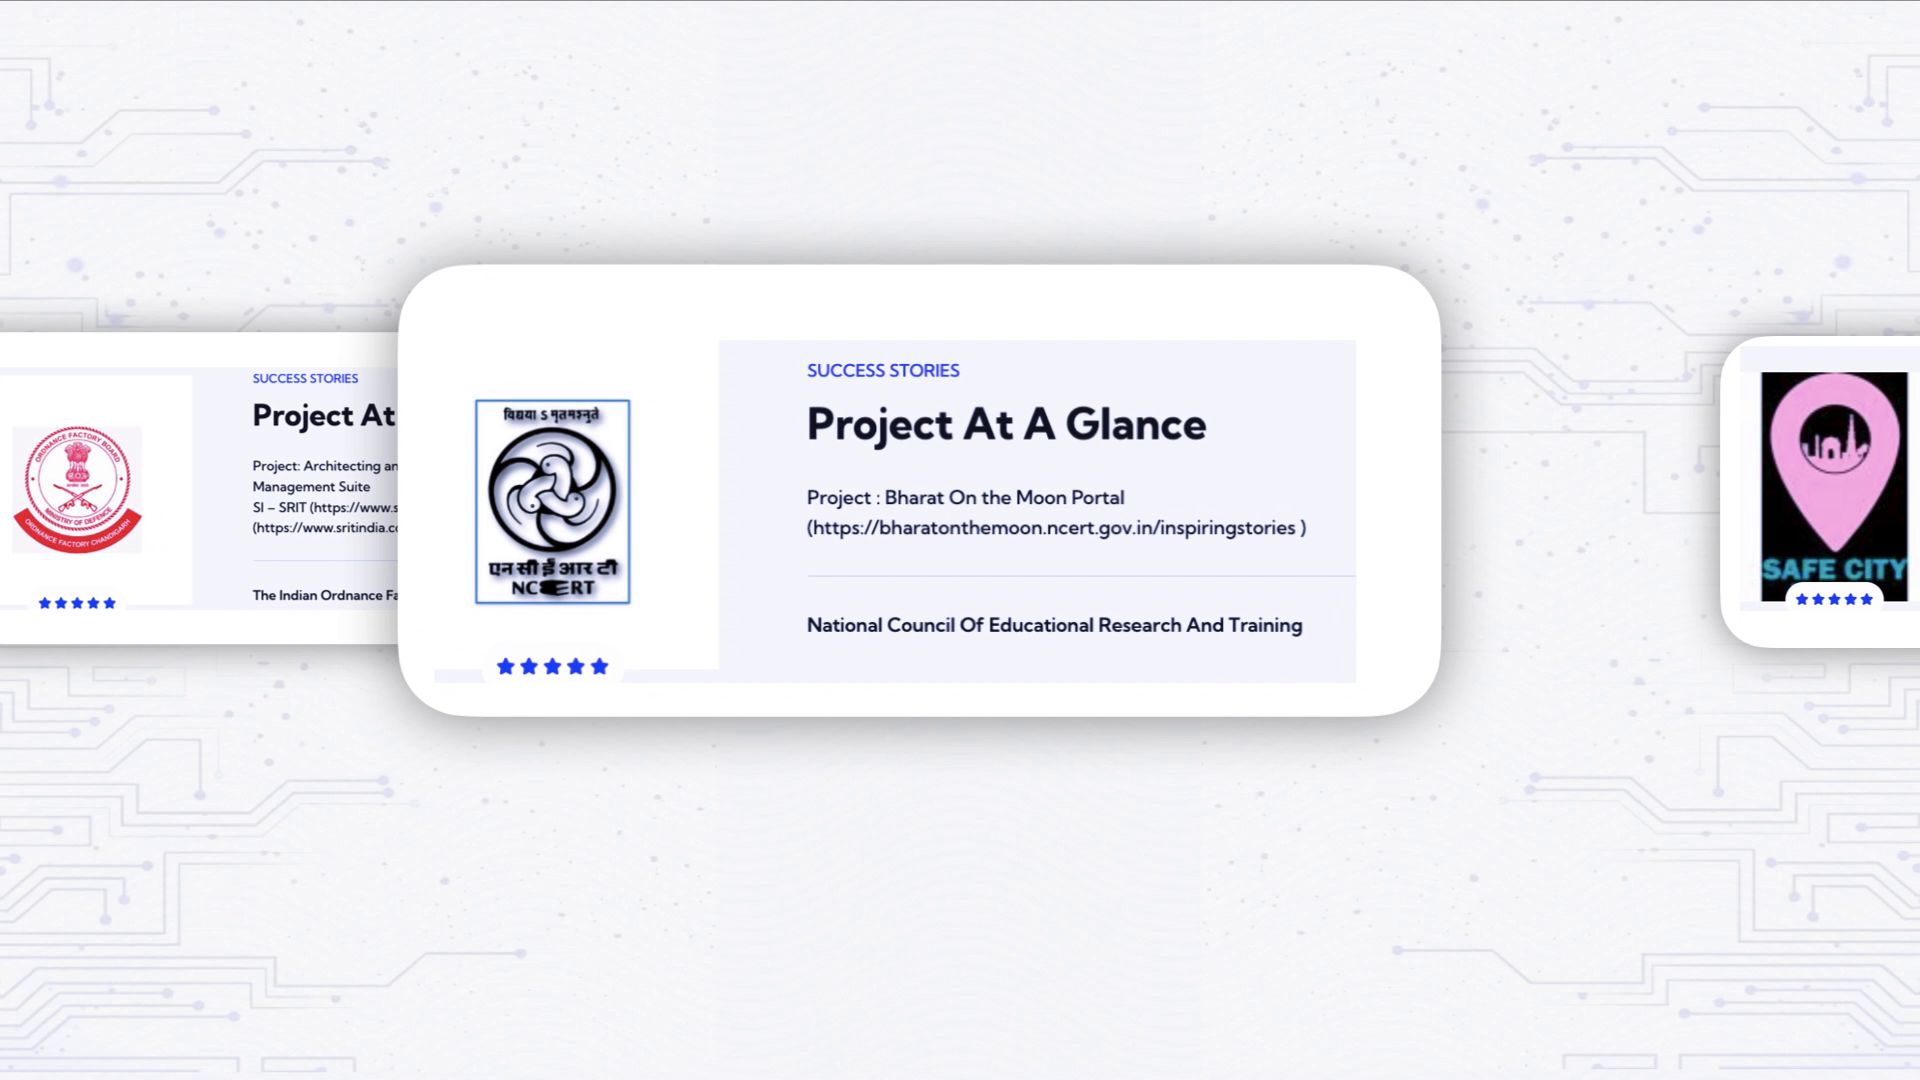 SUCCESS STORIES
Project At
Project: Architecting an
Management Suite
SI – SRIT (https://www.s
(https://www.sritindia.co
The Indian Ordnance Fa
ORDNANCE FACTORY BOARD
MINISTRY OF DEFENCE
ORDNANCE FACTORY CHANDIGARH
विद्यया ऽ मृतमश्नुते
एन सी ई आर टी
NCERT
SUCCESS STORIES
Project At A Glance
Project : Bharat On the Moon Portal
(https://bharatonthemoon.ncert.gov.in/inspiringstories )
National Council Of Educational Research And Training
SAFE CITY